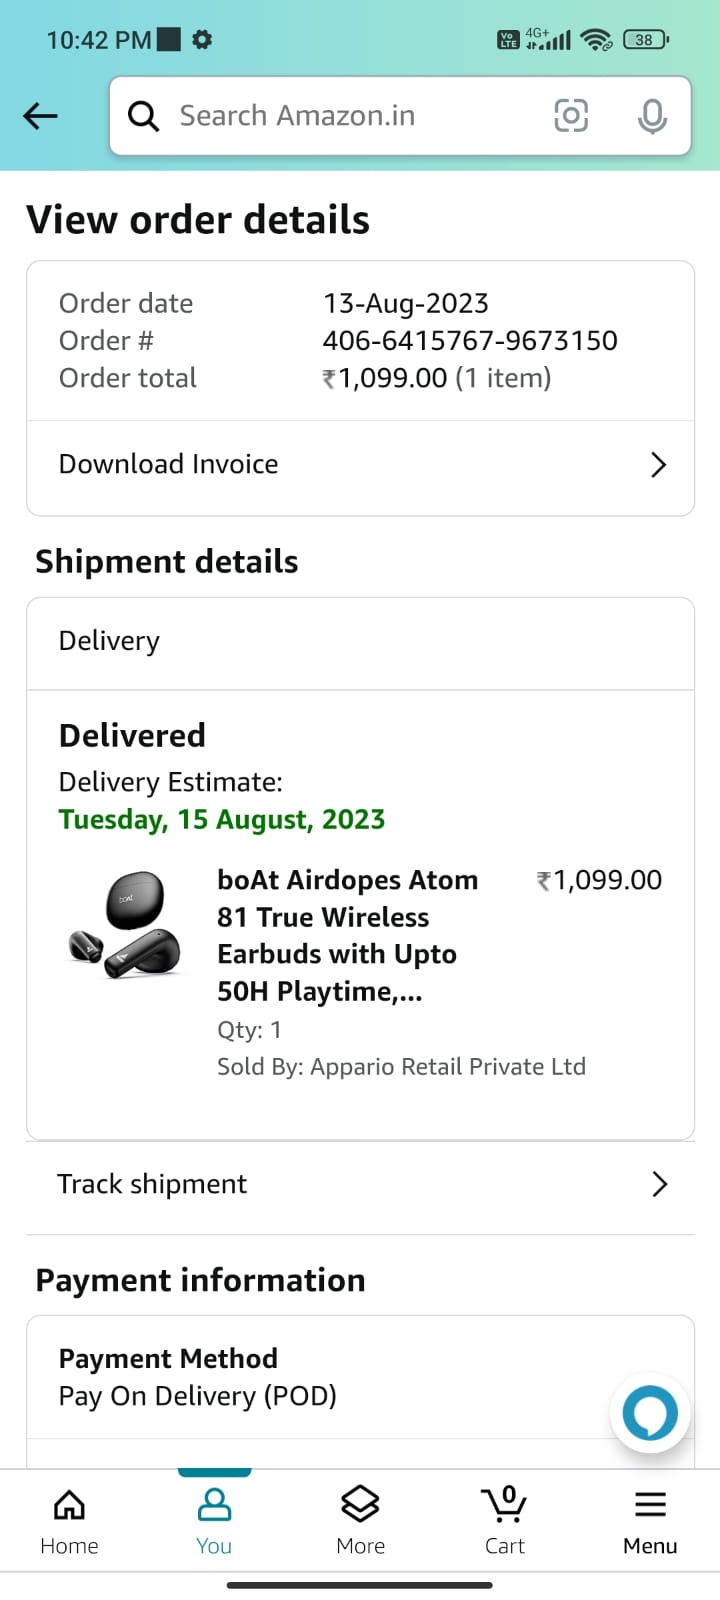 10:42 PM
Vo LTE 4G+ 38
Search Amazon.in
View order details
Order date 13-Aug-2023
Order # 406-6415767-9673150
Order total ₹1,099.00 (1 item)
Download Invoice
Shipment details
Delivery
Delivered
Delivery Estimate:
Tuesday, 15 August, 2023
boAt
boAt Airdopes Atom ₹1,099.00
81 True Wireless
Earbuds with Upto
50H Playtime,...
Qty: 1
Sold By: Appario Retail Private Ltd
Track shipment
Payment information
Payment Method
Pay On Delivery (POD)
0
Home You More Cart Menu